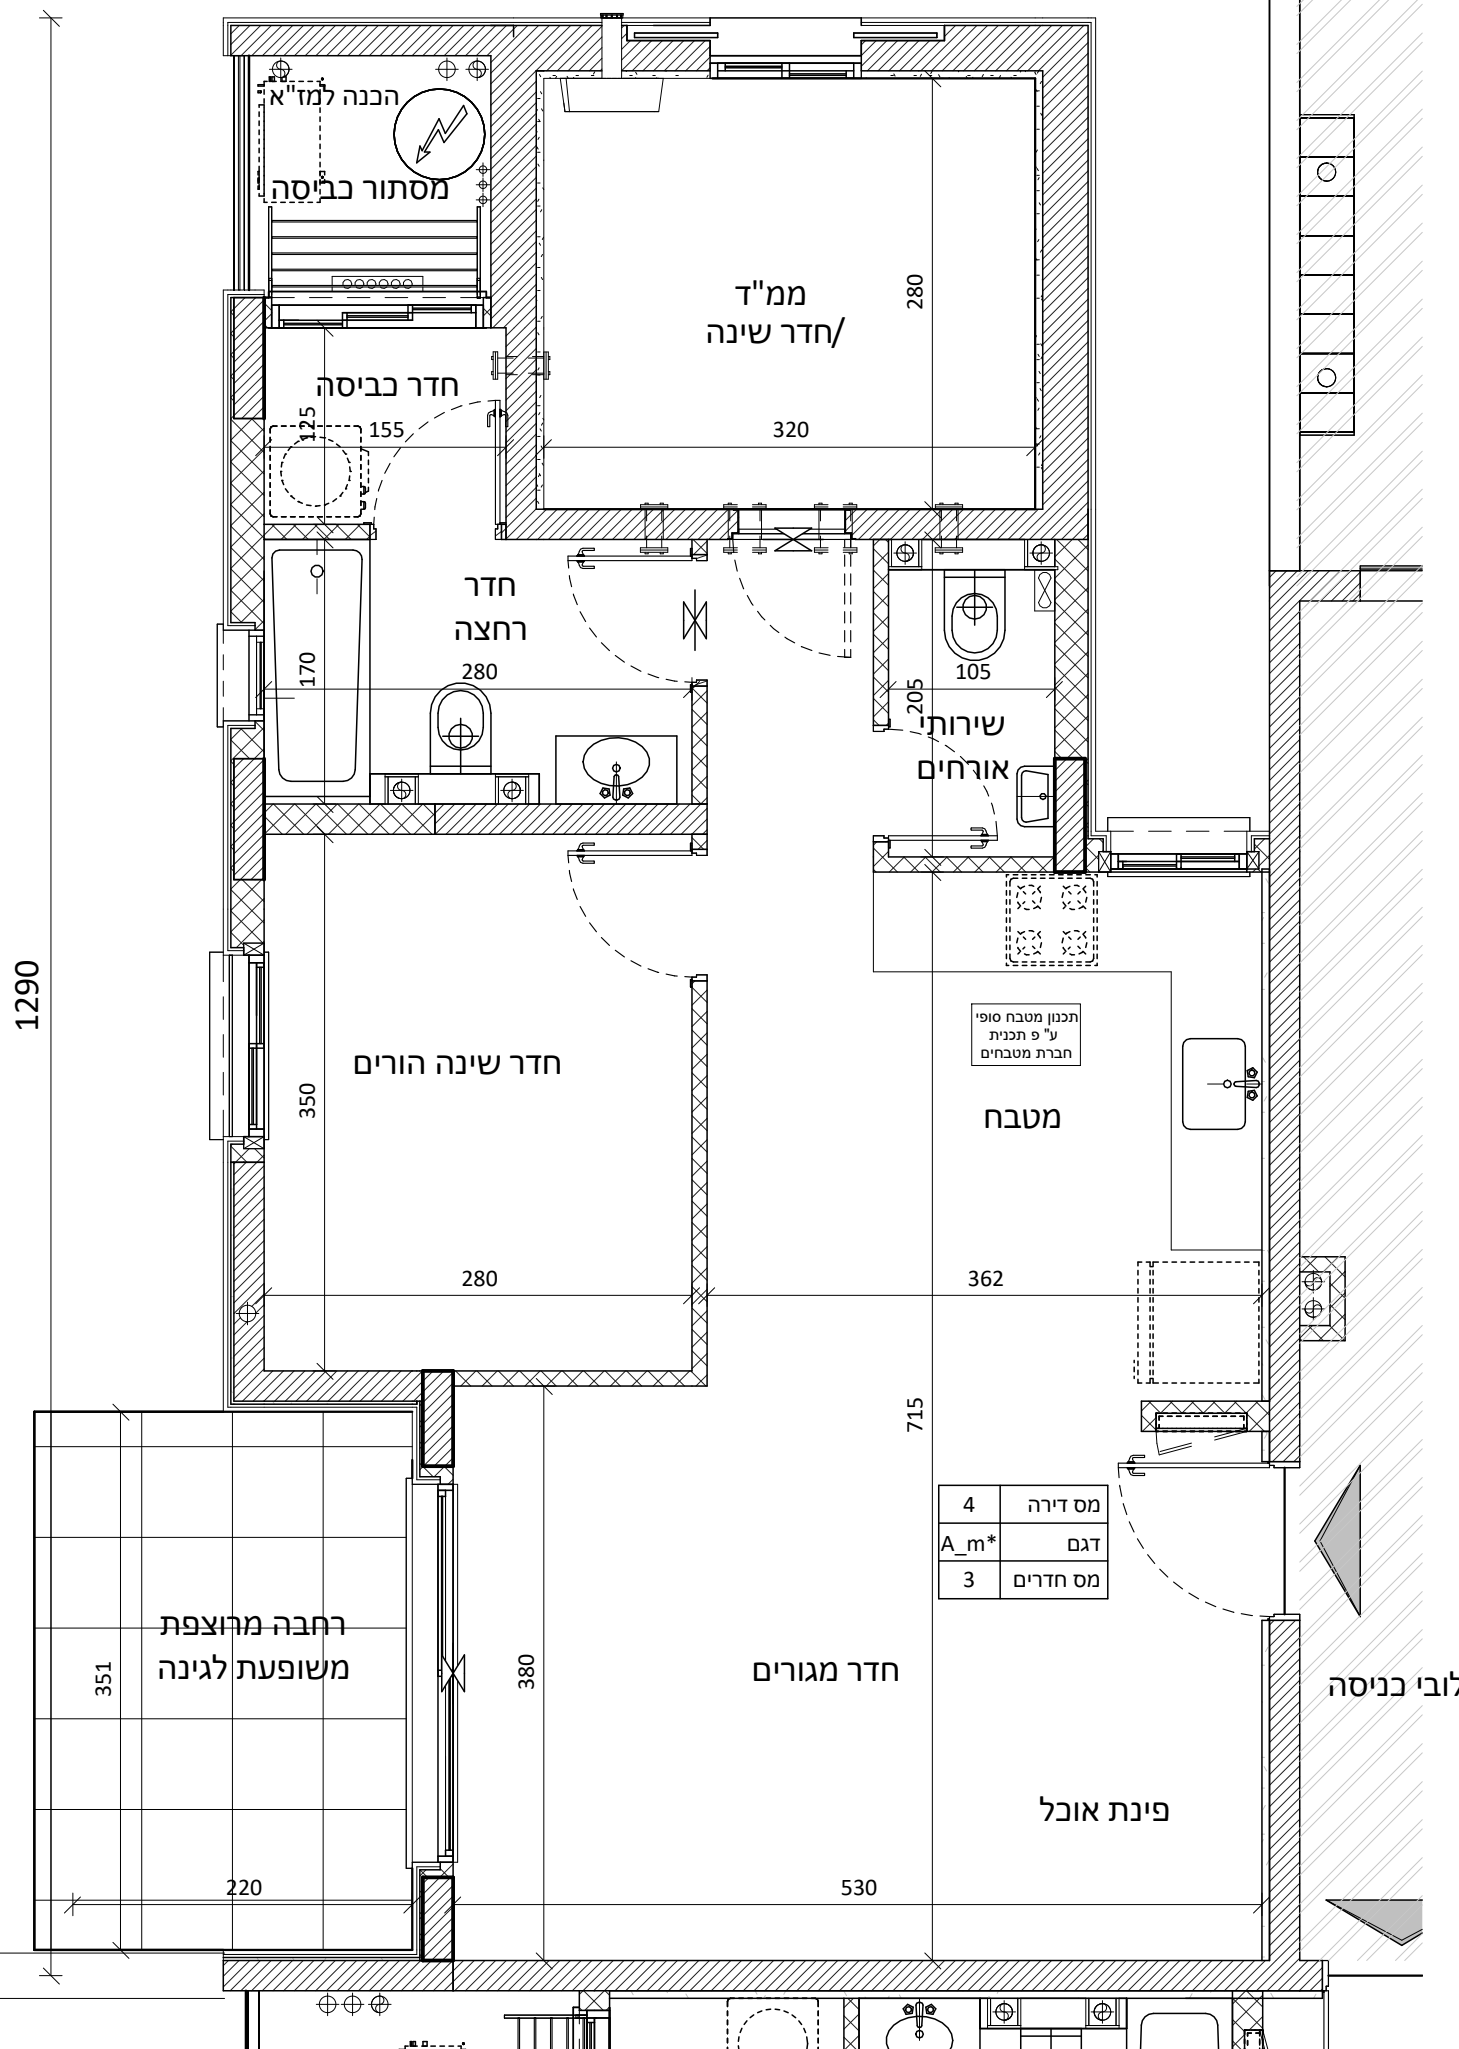 הכנה למז"א
מסתור כביסה
ממ"ד
/חדר שינה
280
חדר כביסה
125
155
320
חדר
רחצה
170
280
105
205
שירותי
אורחים
1290
תכנון מטבח סופי
ע" פ תכנית
חברת מטבחים
חדר שינה הורים
350
מטבח
280
362
715
מס דירה 4
דגם A_m*
מס חדרים 3
רחבה מרוצפת
משופעת לגינה
351
380
חדר מגורים
לובי כניסה
פינת אוכל
220
530